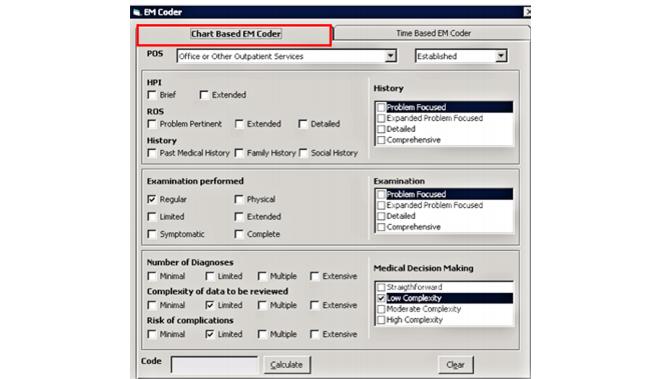 EM Coder
Chart Based EM Coder
Time Based EM Coder
POS Office or Other Outpatient Services Established
HPI
Brief Extended
ROS
Problem Pertinent Extended Detailed
History
Past Medical History Family History Social History
History
Problem Focused
Expanded Problem Focused
Detailed
Comprehensive
Examination performed
Regular Physical
Limited Extended
Symptomatic Complete
Examination
Problem Focused
Expanded Problem Focused
Detailed
Comprehensive
Number of Diagnoses
Minimal Limited Multiple Extensive
Complexity of data to be reviewed
Minimal Limited Multiple Extensive
Risk of complications
Minimal Limited Multiple Extensive
Medical Decision Making
Straigthforward
Low Complexity
Moderate Complexity
High Complexity
Code Calculate Clear